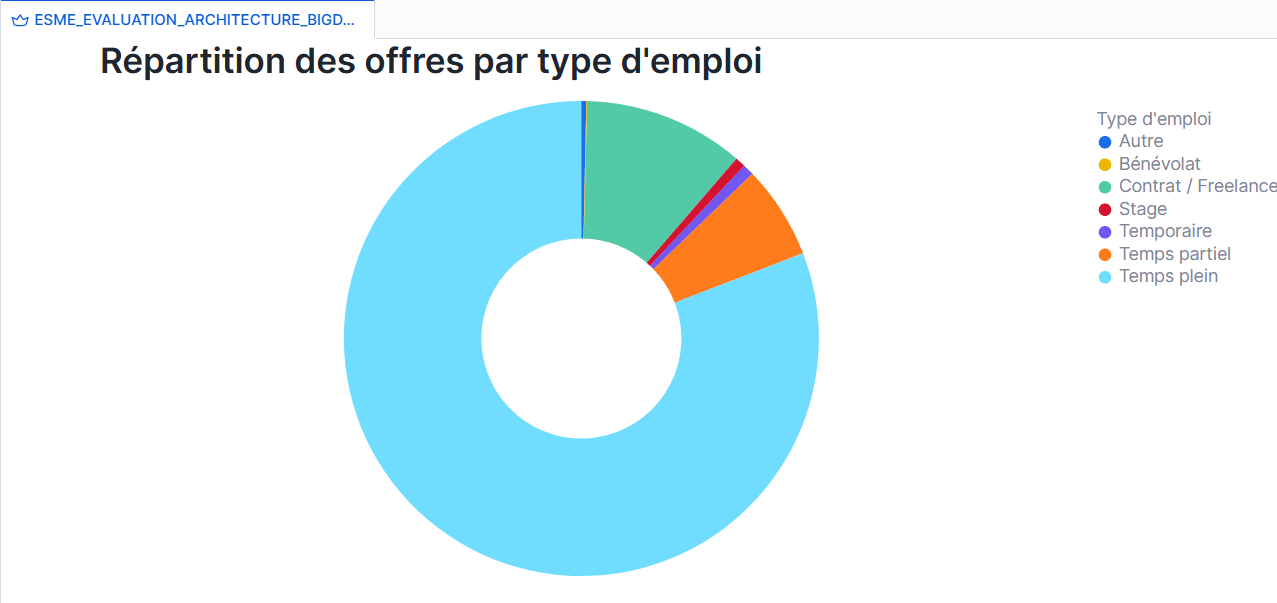 ESME_EVALUATION_ARCHITECTURE_BIGD...
Répartition des offres par type d'emploi
Type d'emploi
Autre
Bénévolat
Contrat / Freelance
Stage
Temporaire
Temps partiel
Temps plein